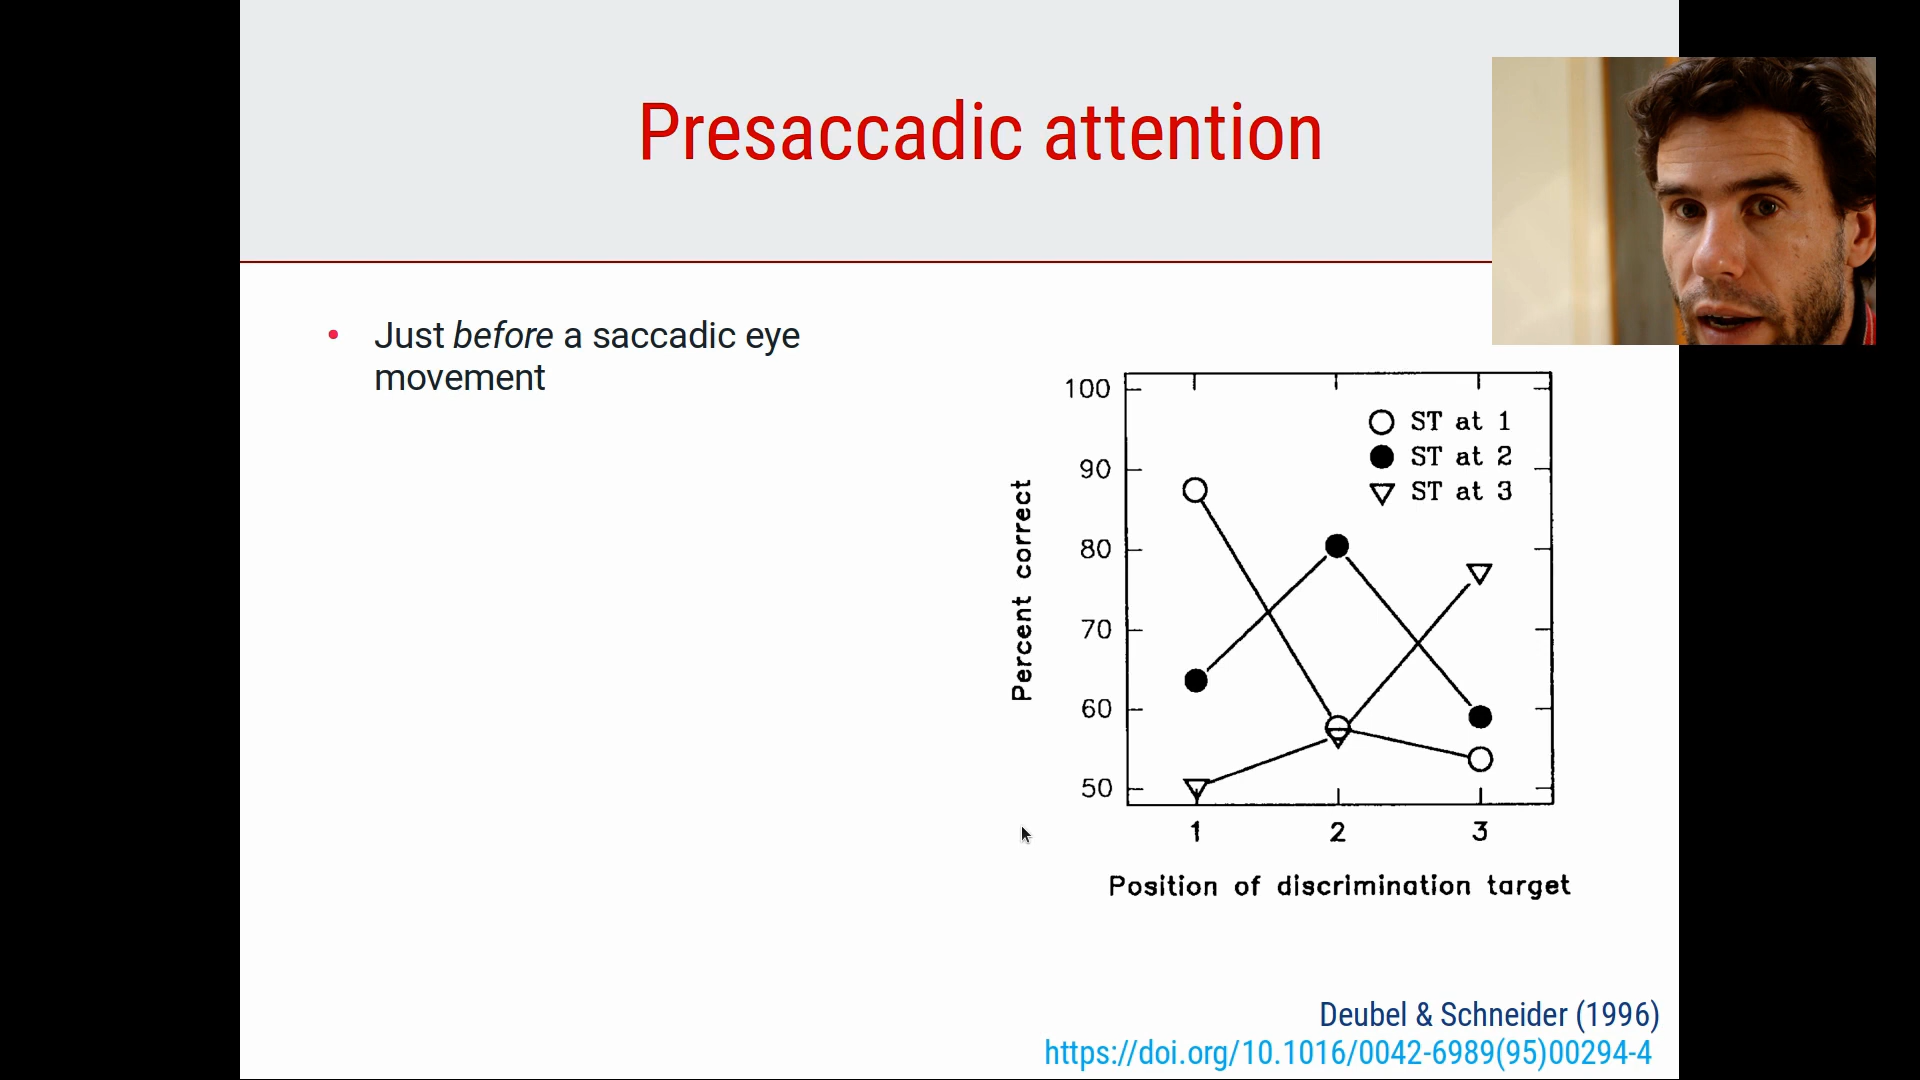 Presaccadic attention
• Just before a saccadic eye
movement
100
90
80
70
60
50
Percent correct
ST at 1
ST at 2
ST at 3
1 2 3
Position of discrimination target
Deubel & Schneider (1996)
https://doi.org/10.1016/0042-6989(95)00294-4